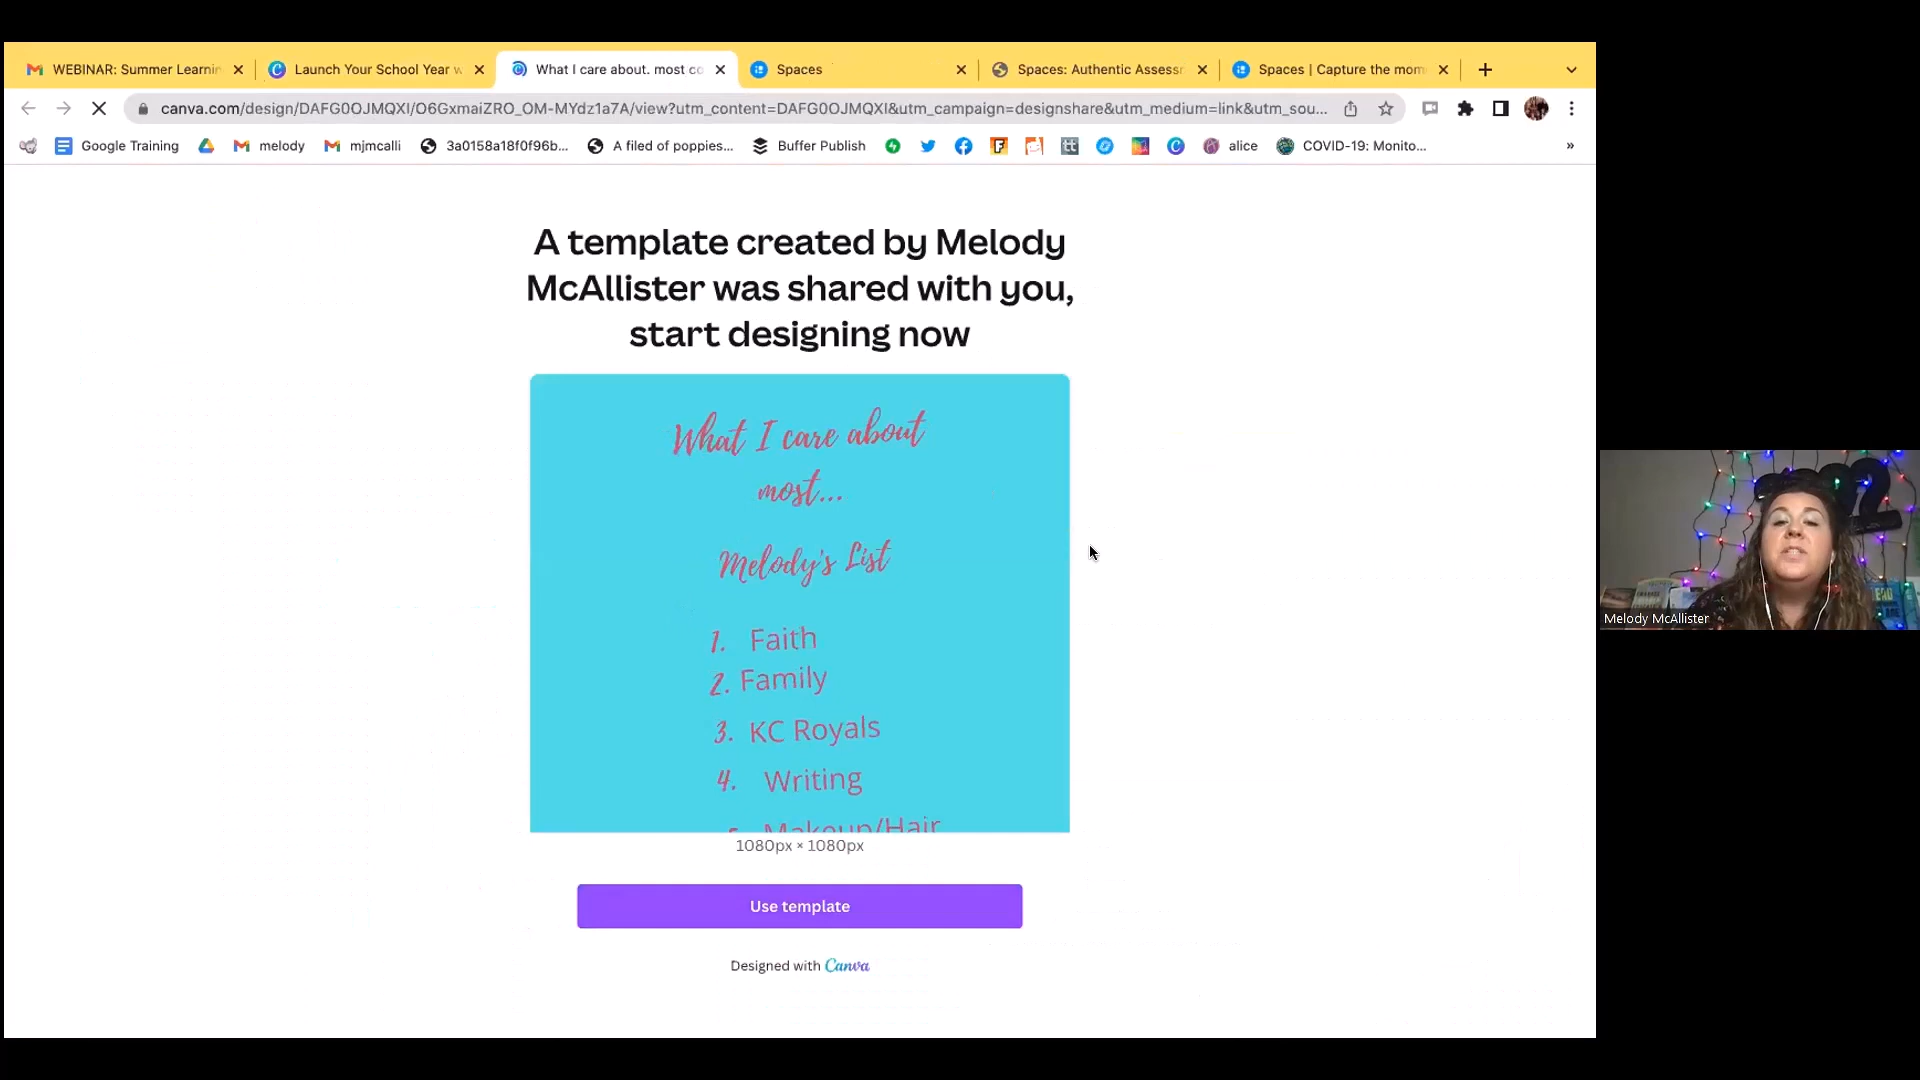 WEBINAR: Summer Learnin
Launch Your School Year w
What I care about. most co
Spaces
Spaces: Authentic Assess
Spaces | Capture the mom
canva.com/design/DAFG0OJMQXI/O6GxmaiZRO_OM-MYdz1a7A/view?utm_content=DAFG0OJMQXI&utm_campaign=designshare&utm_medium=link&utm_sou...
Google Training
melody
mjmcalli
3a0158a18f0f96b...
A filed of poppies...
Buffer Publish
F
tt
alice
COVID-19: Monito...
»
A template created by Melody
McAllister was shared with you,
start designing now
What I care about
most...
Melody's List
1. Faith
2. Family
3. KC Royals
4. Writing
Makeup/Hair
1080px × 1080px
Use template
Designed with Canva
Melody McAllister